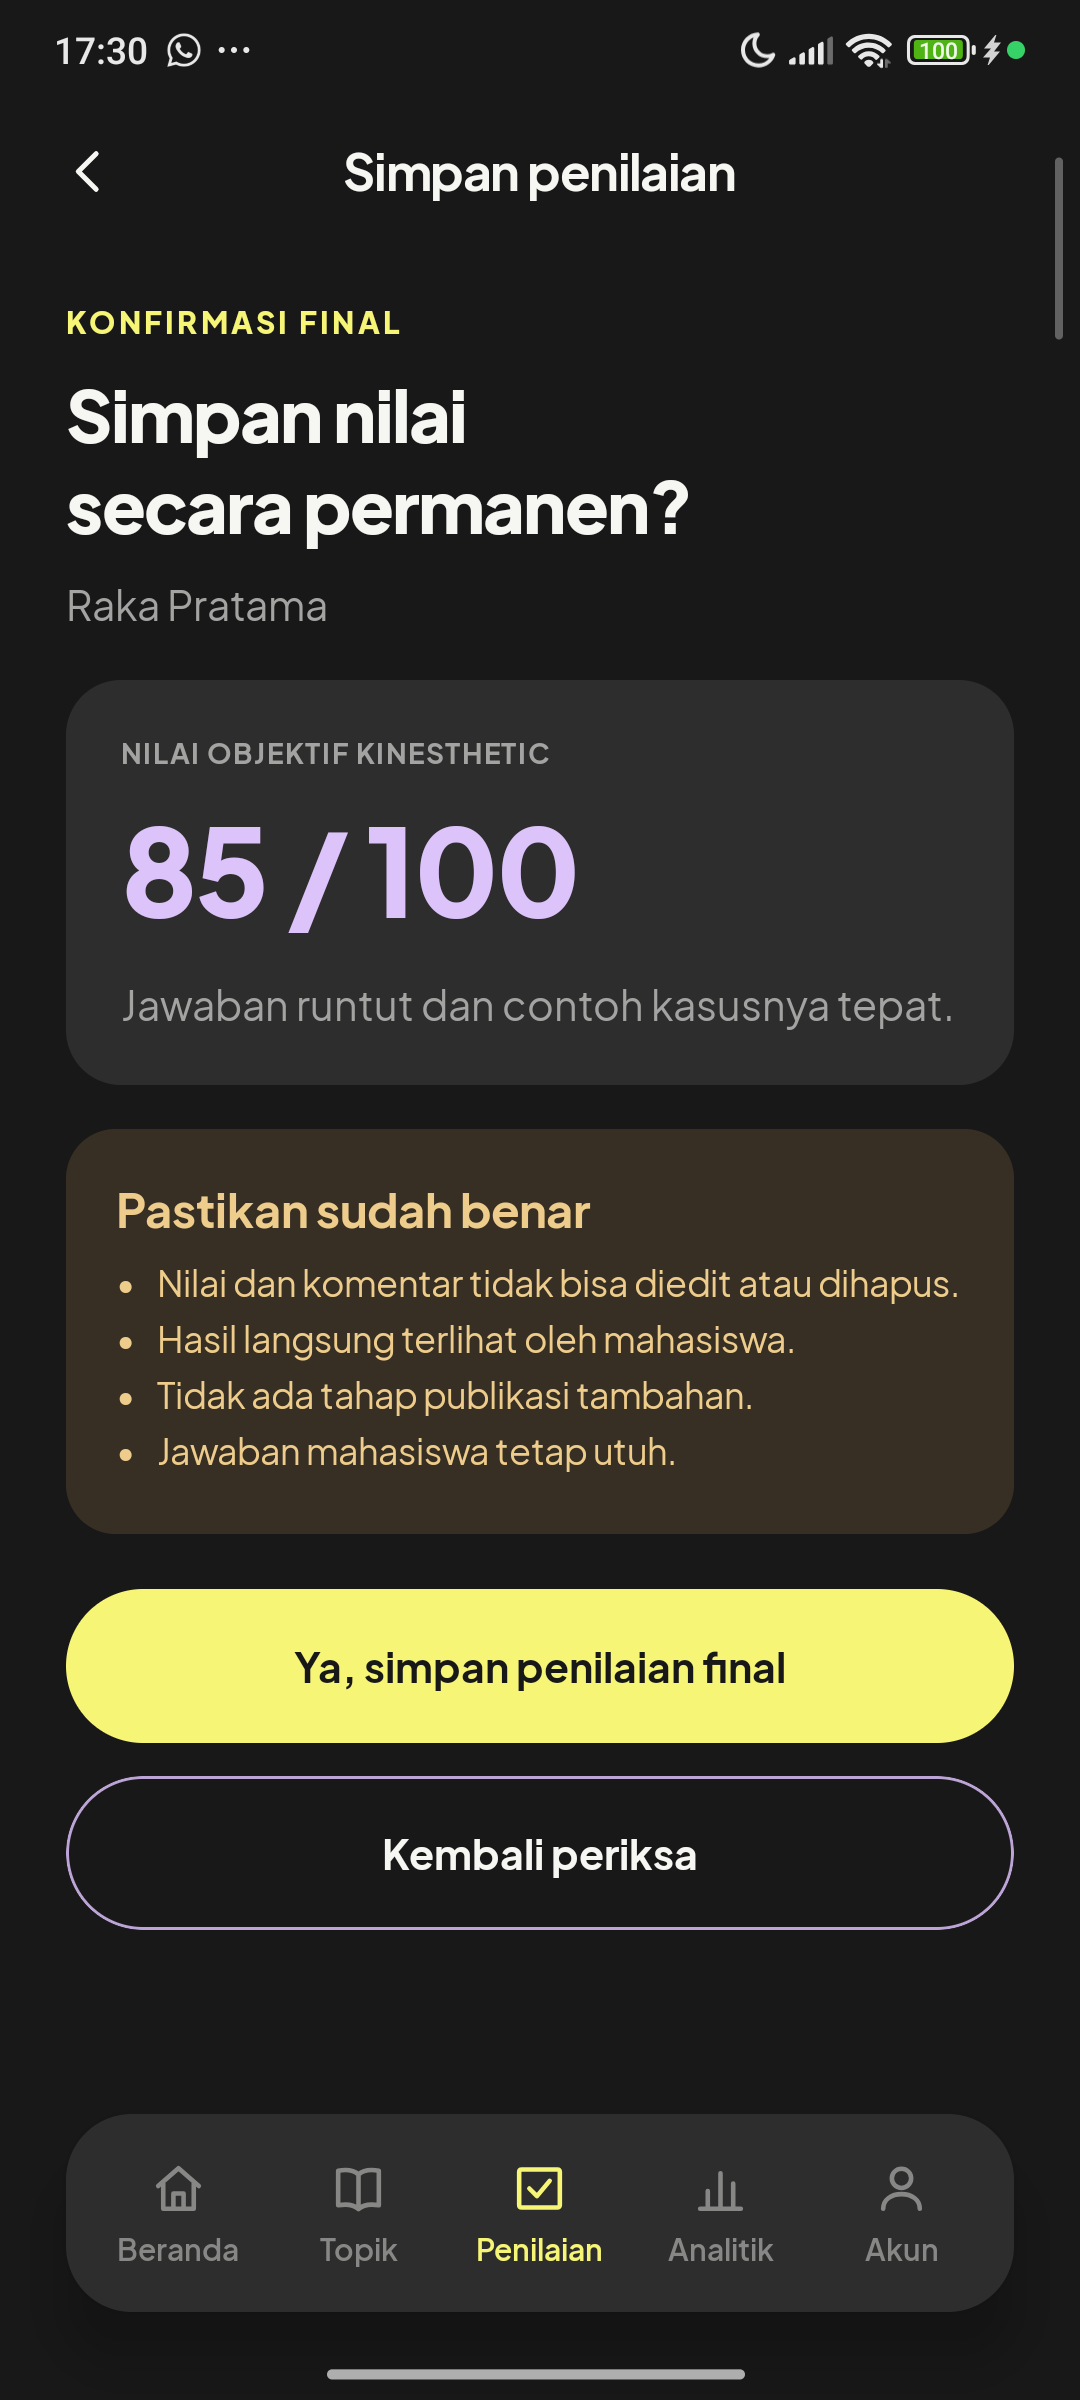 17:30
100
Simpan penilaian
KONFIRMASI FINAL
Simpan nilai
secara permanen?
Raka Pratama
NILAI OBJEKTIF KINESTHETIC
85 / 100
Jawaban runtut dan contoh kasusnya tepat.
Pastikan sudah benar
• Nilai dan komentar tidak bisa diedit atau dihapus.
• Hasil langsung terlihat oleh mahasiswa.
• Tidak ada tahap publikasi tambahan.
• Jawaban mahasiswa tetap utuh.
Ya, simpan penilaian final
Kembali periksa
Beranda
Topik
Penilaian
Analitik
Akun